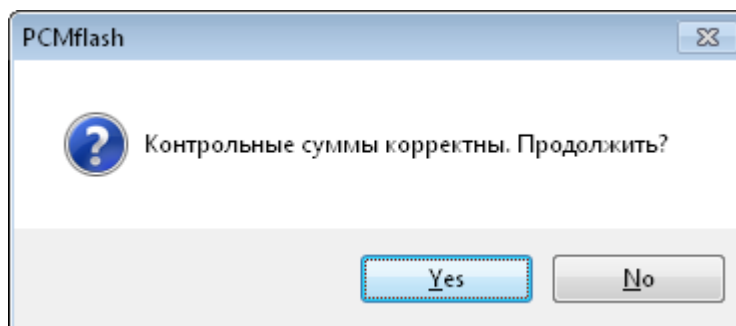 PCMflash
Контрольные суммы корректны. Продолжить?
Yes
No